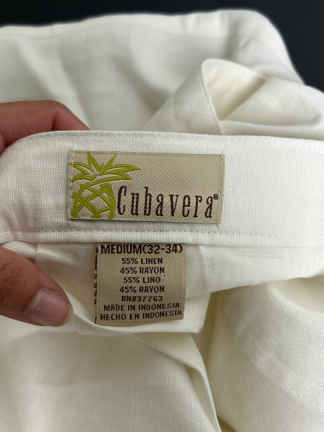 Cubavera®
MEDIUM(32-34)
55% LINEN
45% RAYON
55% LINO
45% RAYON
RN#37763
MADE IN INDONESIA
HECHO EN INDONESIA